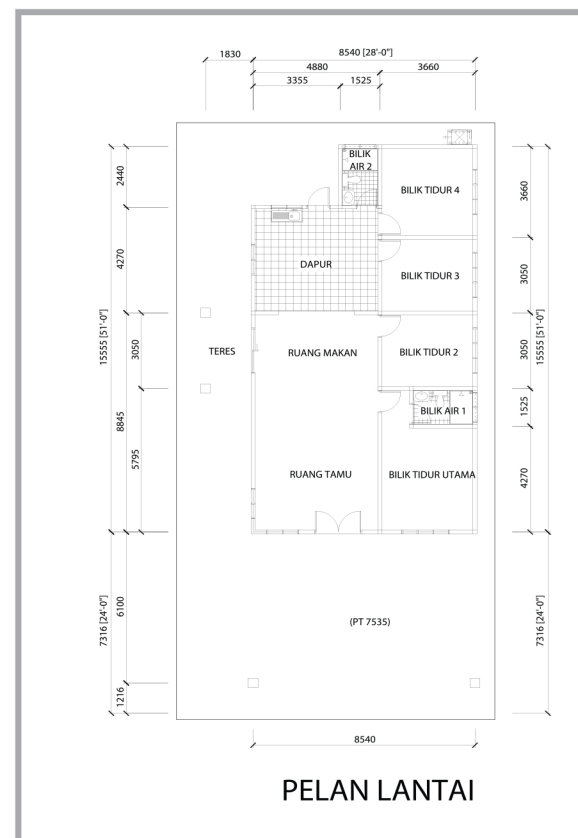 1830
8540 [28'-0"]
4880
3660
3355
1525
2440
4270
15555 [51'-0"]
3050
8845
5795
7316 [24'-0"]
6100
1216
BILIK
AIR 2
BILIK TIDUR 4
DAPUR
BILIK TIDUR 3
TERES
RUANG MAKAN
BILIK TIDUR 2
BILIK AIR 1
RUANG TAMU
BILIK TIDUR UTAMA
(PT 7535)
3660
3050
3050
15555 [51'-0"]
1525
4270
7316 [24'-0"]
8540
PELAN LANTAI